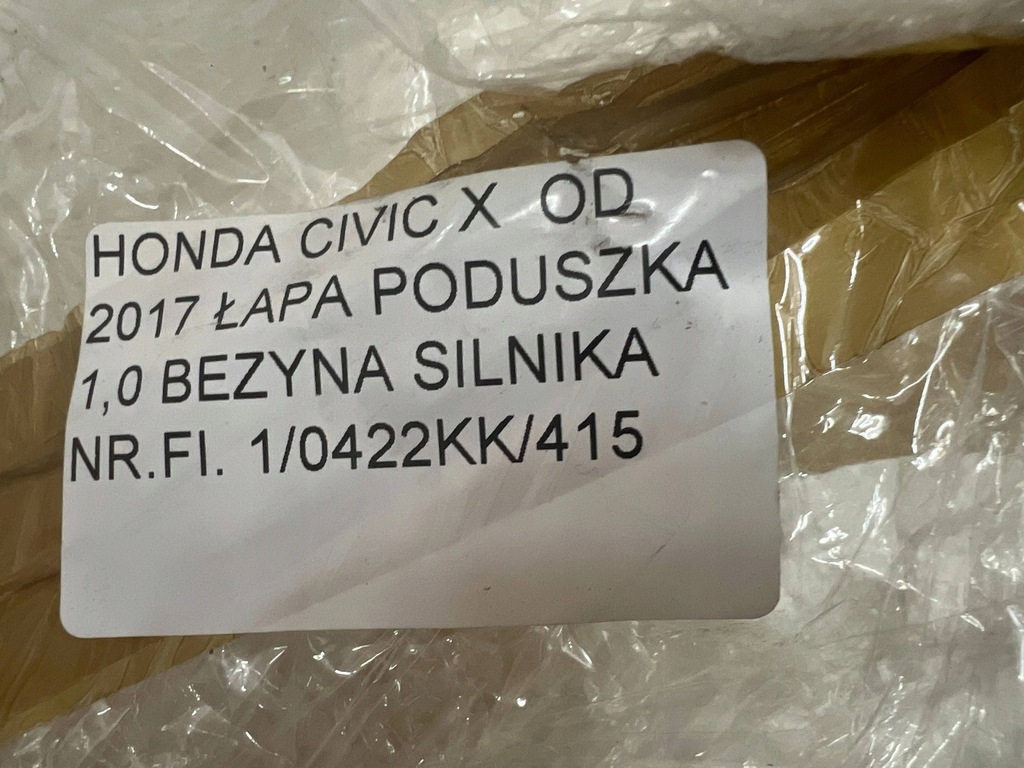 HONDA CIVIC X OD
2017 ŁAPA PODUSZKA
1,0 BEZYNA SILNIKA
NR.FI. 1/0422KK/415